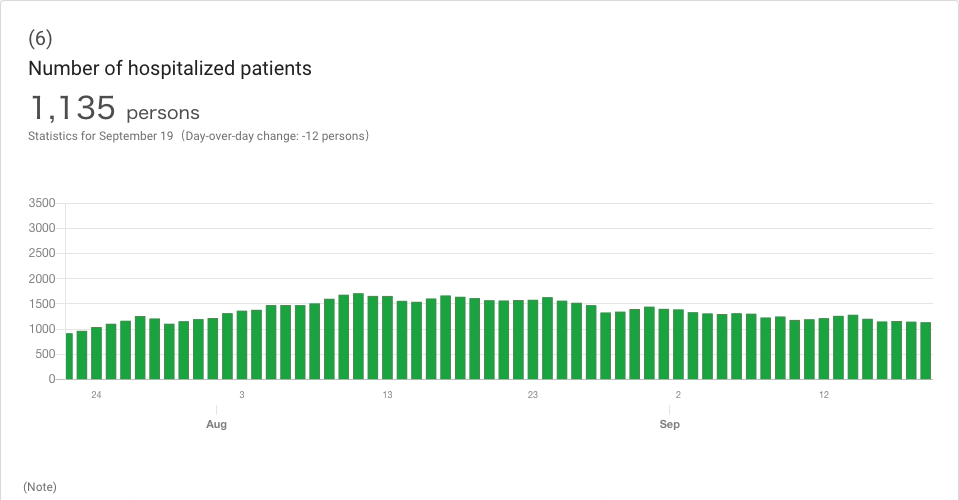 (6)
Number of hospitalized patients
1,135 persons
Statistics for September 19（Day-over-day change: -12 persons）
3500
3000
2500
2000
1500
1000
500
0
24 3 13 23 2 12
Aug Sep
(Note)